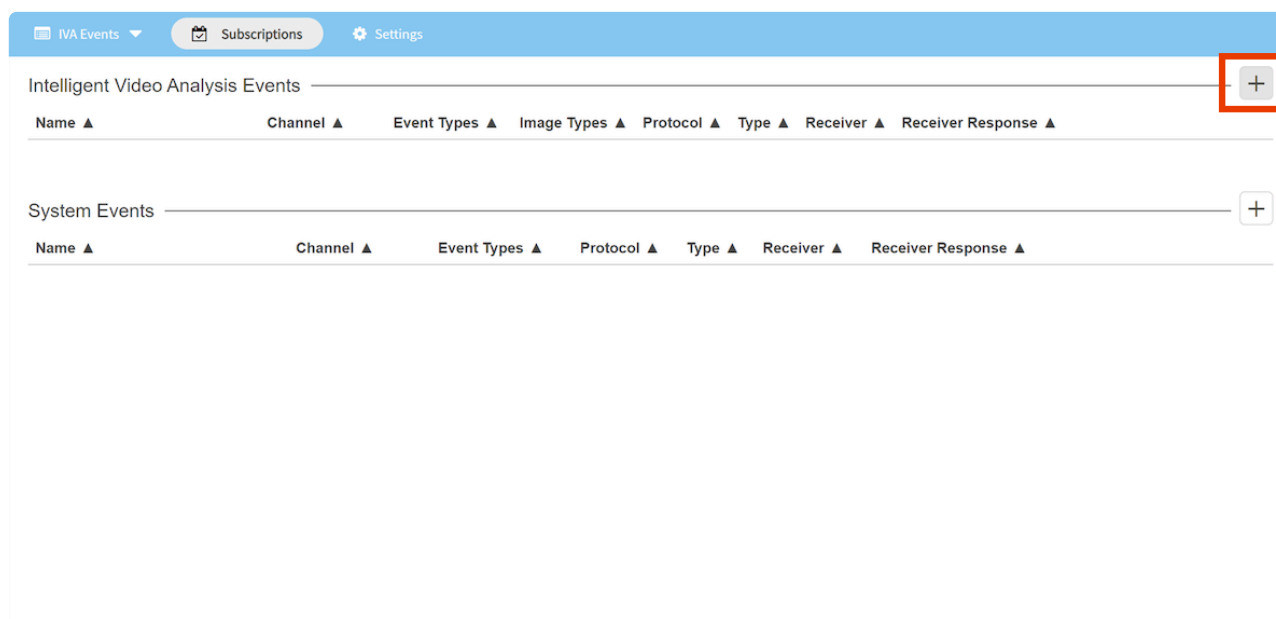 IVA Events Subscriptions Settings
Intelligent Video Analysis Events
Name Channel Event Types Image Types Protocol Type Receiver Receiver Response
System Events
Name Channel Event Types Protocol Type Receiver Receiver Response